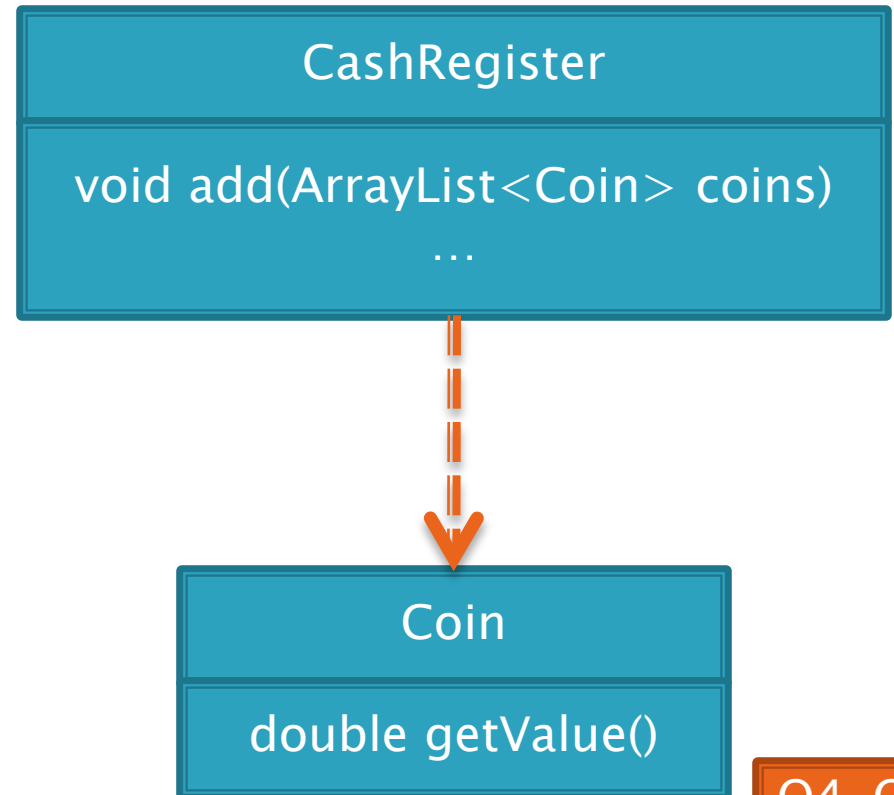 CashRegister
void add(ArrayList<Coin> coins)
…
Coin
double getValue()